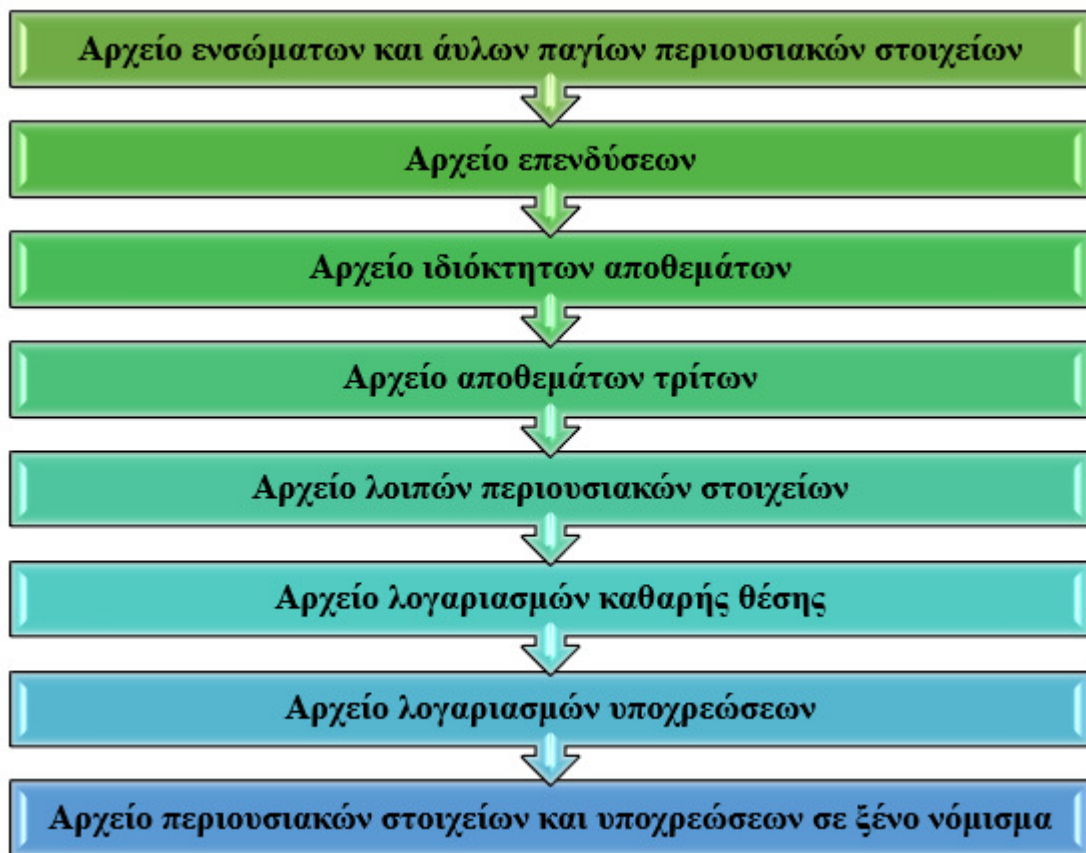 Αρχείο ενσώματων και άυλων παγίων περιουσιακών στοιχείων
Αρχείο επενδύσεων
Αρχείο ιδιόκτητων αποθεμάτων
Αρχείο αποθεμάτων τρίτων
Αρχείο λοιπών περιουσιακών στοιχείων
Αρχείο λογαριασμών καθαρής θέσης
Αρχείο λογαριασμών υποχρεώσεων
Αρχείο περιουσιακών στοιχείων και υποχρεώσεων σε ξένο νόμισμα